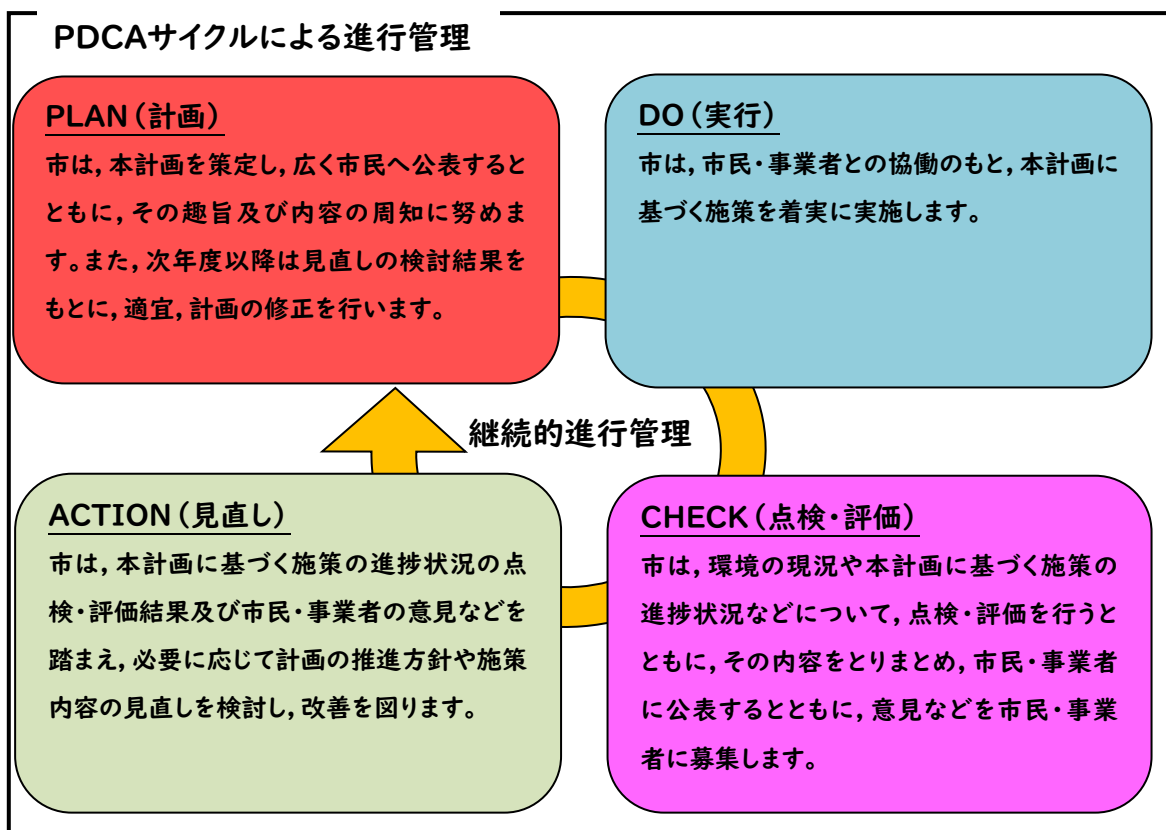 PDCAサイクルによる進行管理
PLAN（計画）
市は，本計画を策定し，広く市民へ公表すると
ともに，その趣旨及び内容の周知に努めま
す。また，次年度以降は見直しの検討結果を
もとに，適宜，計画の修正を行います。
DO（実行）
市は，市民・事業者との協働のもと，本計画に
基づく施策を着実に実施します。
継続的進行管理
ACTION（見直し）
市は，本計画に基づく施策の進捗状況の点
検・評価結果及び市民・事業者の意見などを
踏まえ，必要に応じて計画の推進方針や施策
内容の見直しを検討し，改善を図ります。
CHECK（点検・評価）
市は，環境の現況や本計画に基づく施策の
進捗状況などについて，点検・評価を行うと
ともに，その内容をとりまとめ，市民・事業者
に公表するとともに，意見などを市民・事業
者に募集します。